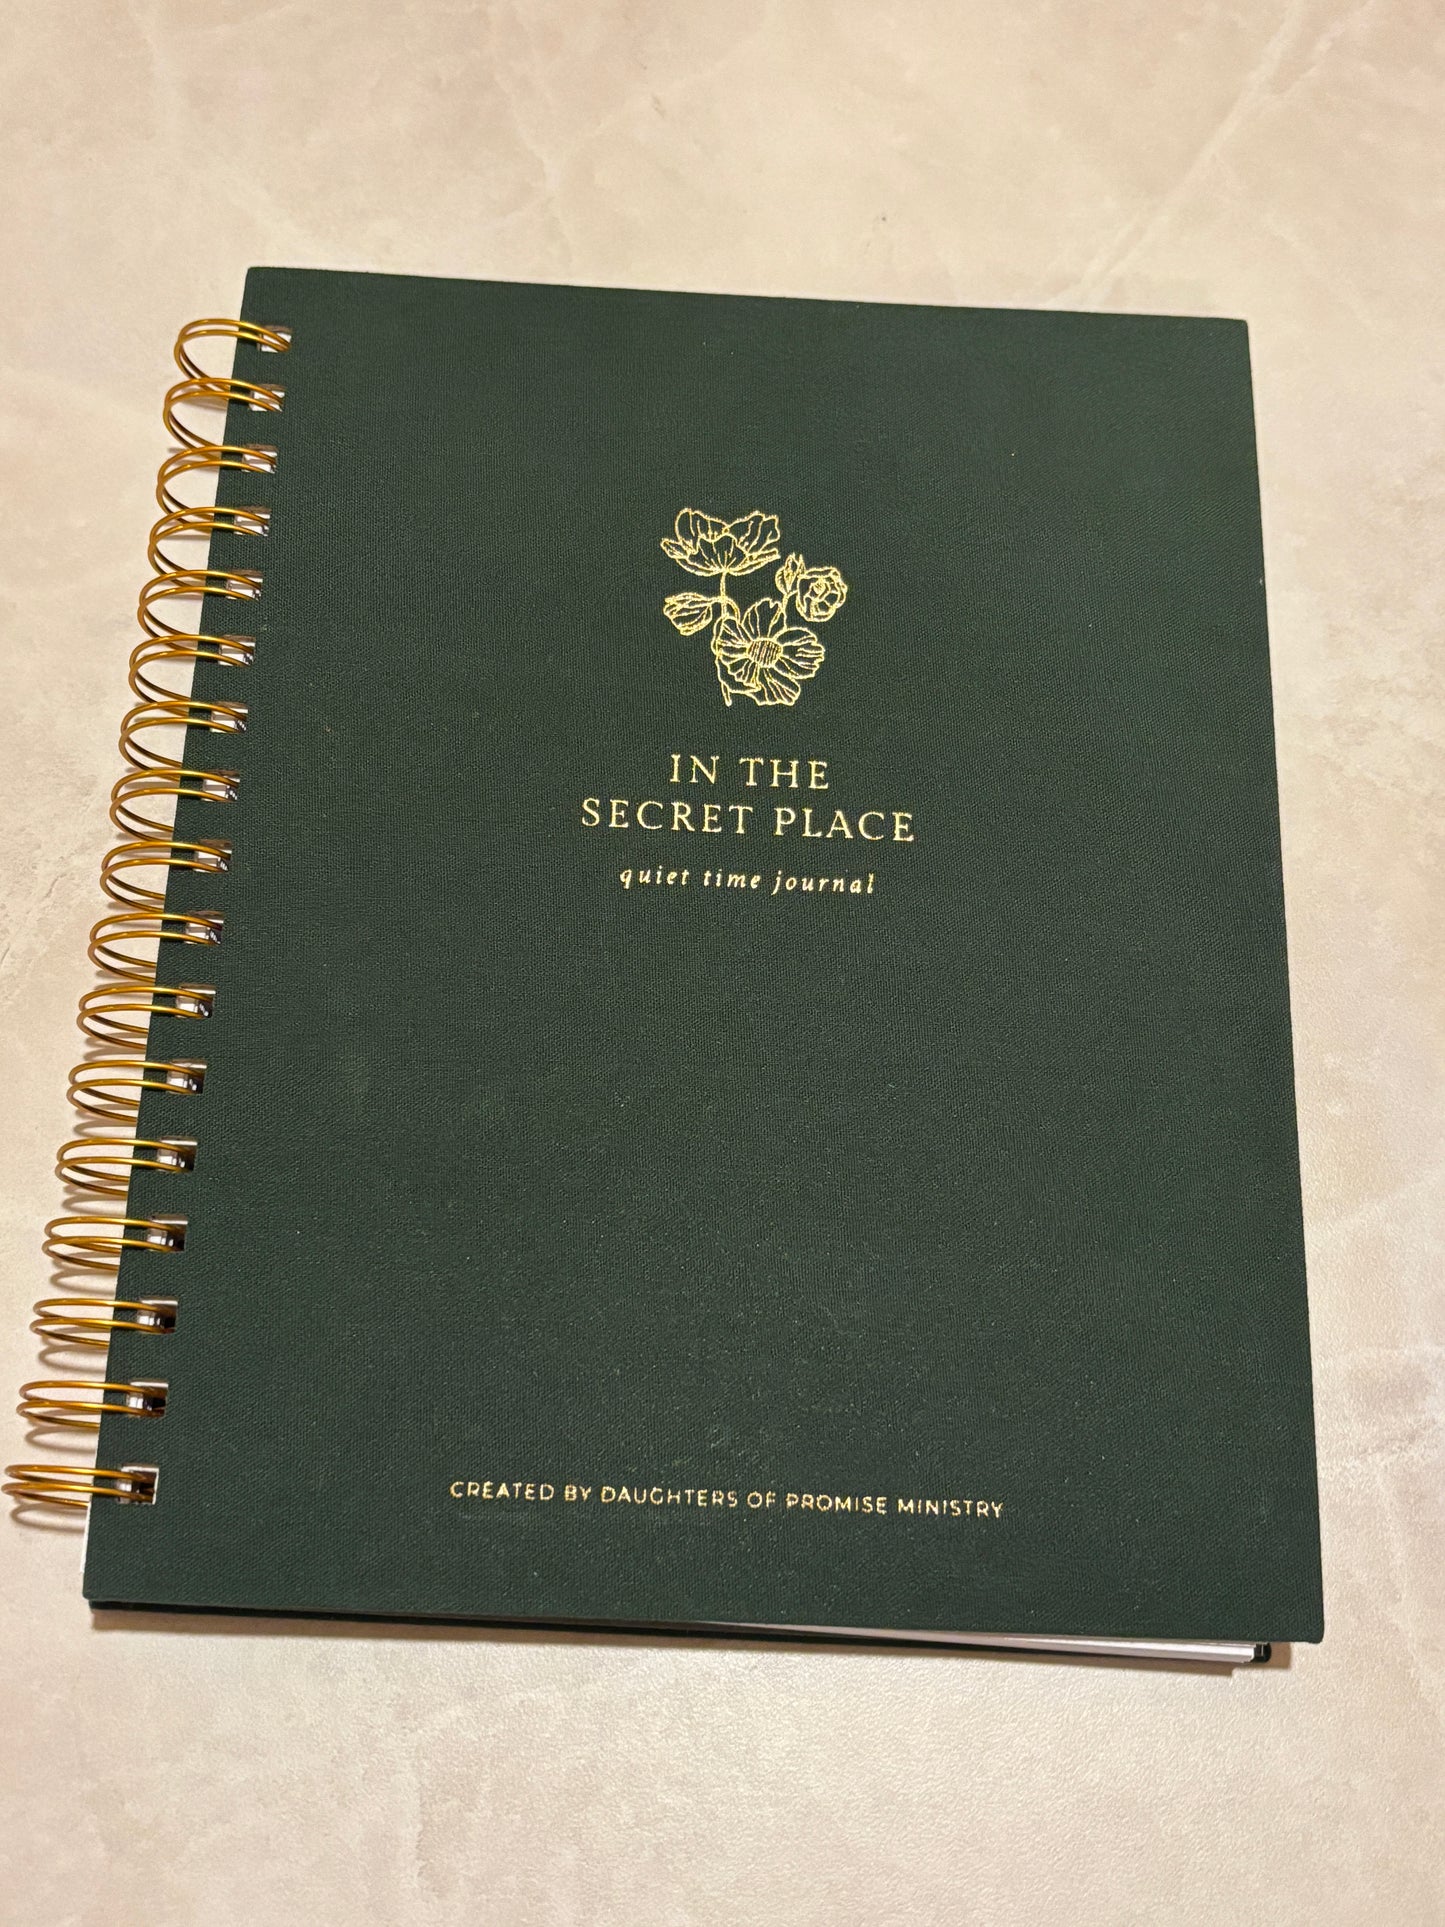 IN THE
SECRET PLACE
quiet time journal
CREATED BY DAUGHTERS OF PROMISE MINISTRY